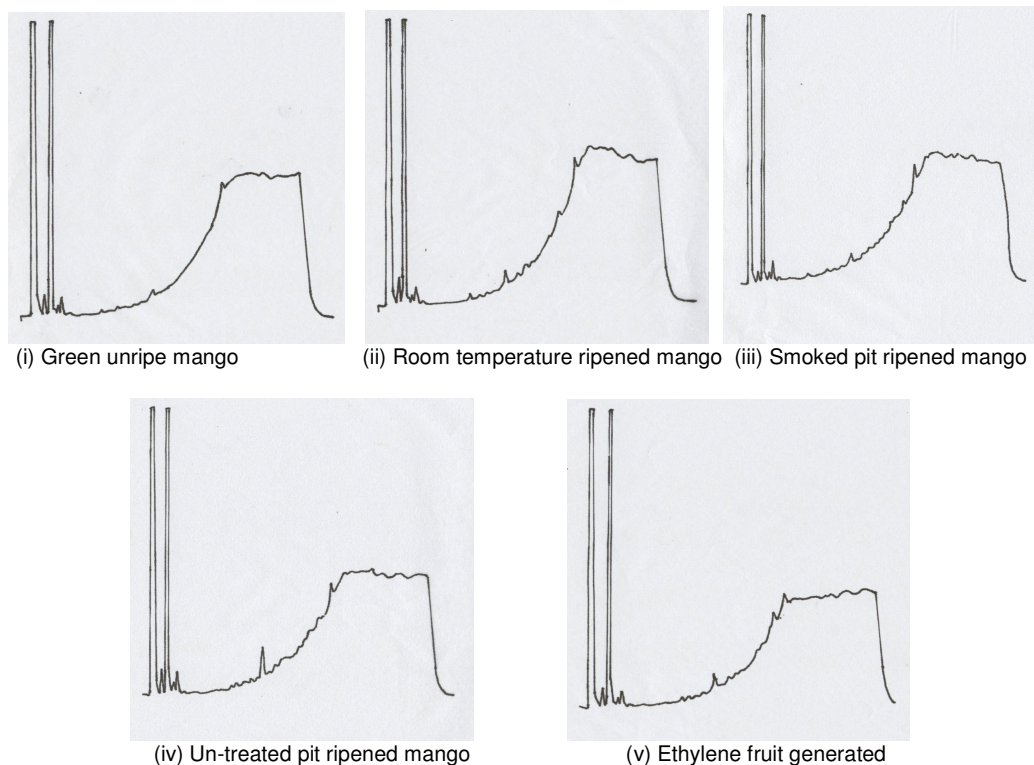 (i) Green unripe mango
(ii) Room temperature ripened mango
(iii) Smoked pit ripened mango
(iv) Un-treated pit ripened mango
(v) Ethylene fruit generated